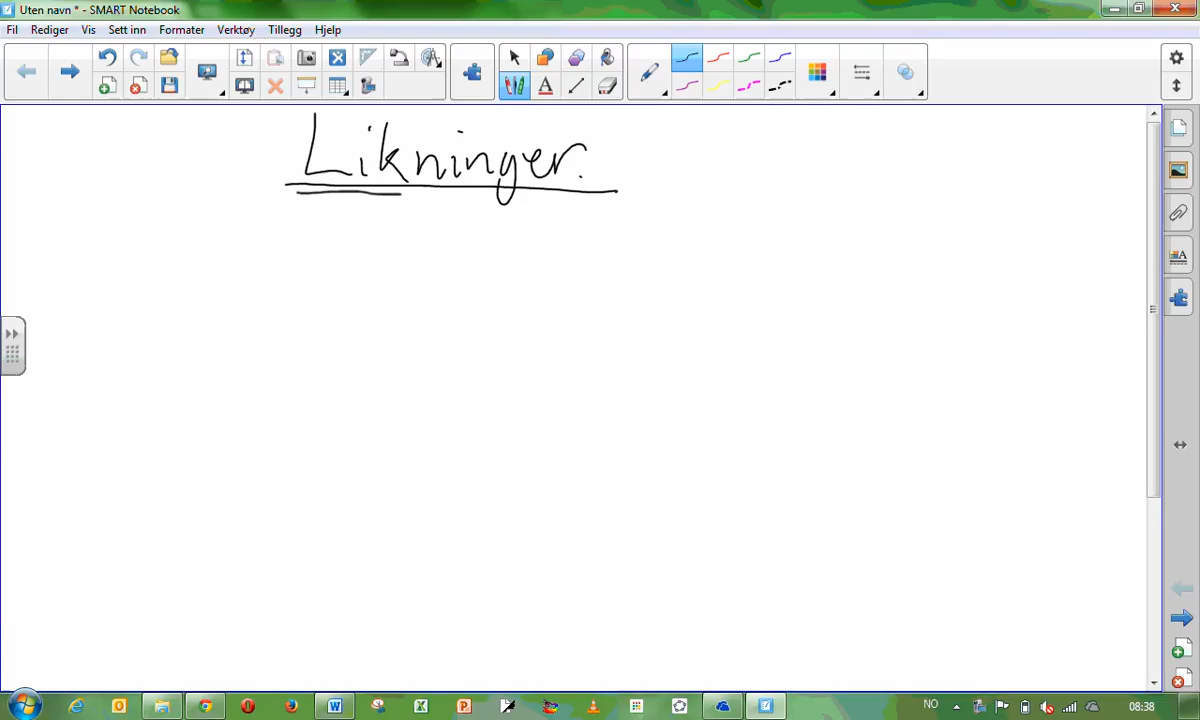 Uten navn * - SMART Notebook
Fil Rediger Vis Sett inn Formater Verktøy Tillegg Hjelp
Likninger.
NO 08:38